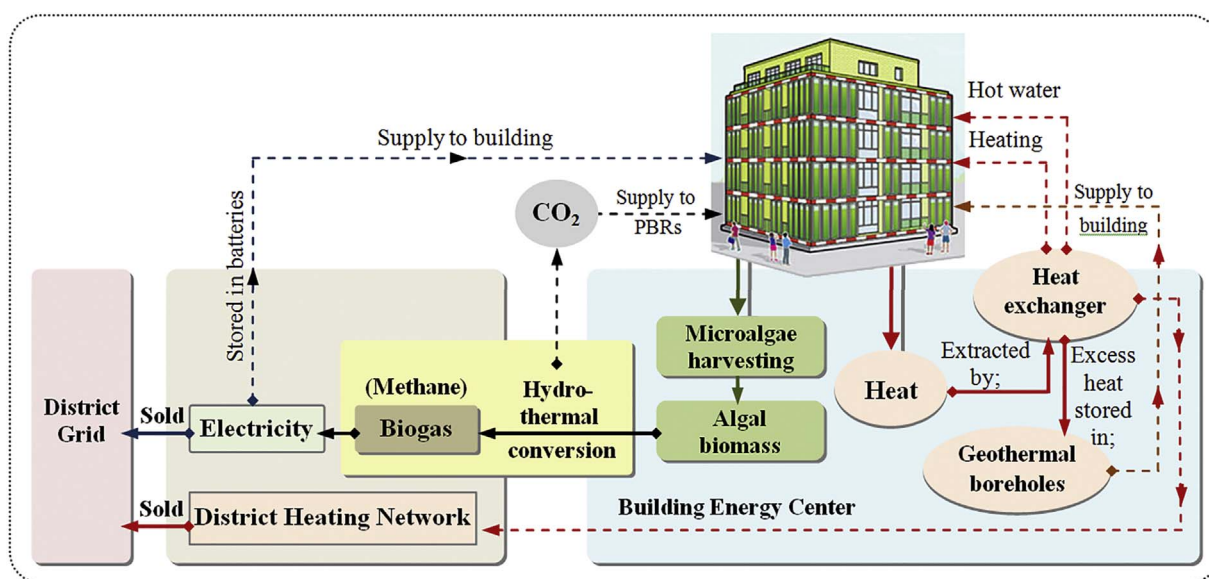 Hot water
Heating
Supply to building
CO₂
Supply to
PBRs
Supply to
building
Stored in batteries
Heat
exchanger
Microalgae
harvesting
Extracted
by;
Excess
heat
stored
in;
Heat
(Methane)
Hydro-
thermal
conversion
Biogas
Algal
biomass
District
Grid
Sold
Electricity
Geothermal
boreholes
Sold
District Heating Network
Building Energy Center